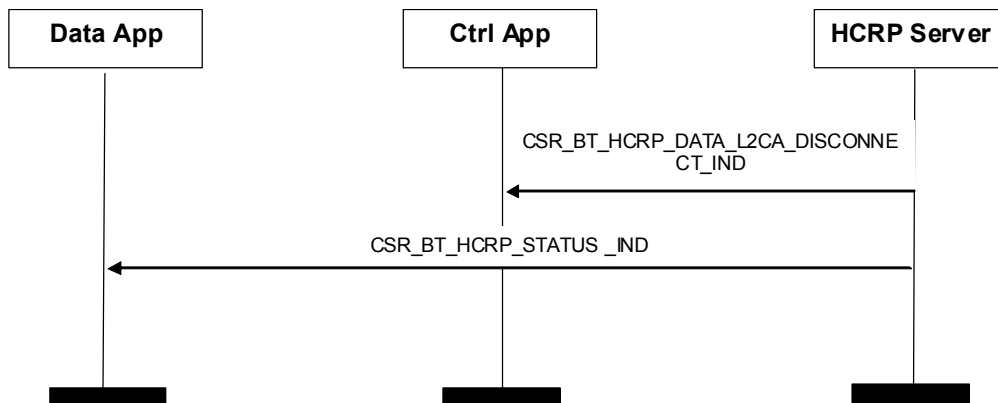 Data App
Ctrl App
HCRP Server
CSR_BT_HCRP_DATA_L2CA_DISCONNE
CT_IND
CSR_BT_HCRP_STATUS _IND